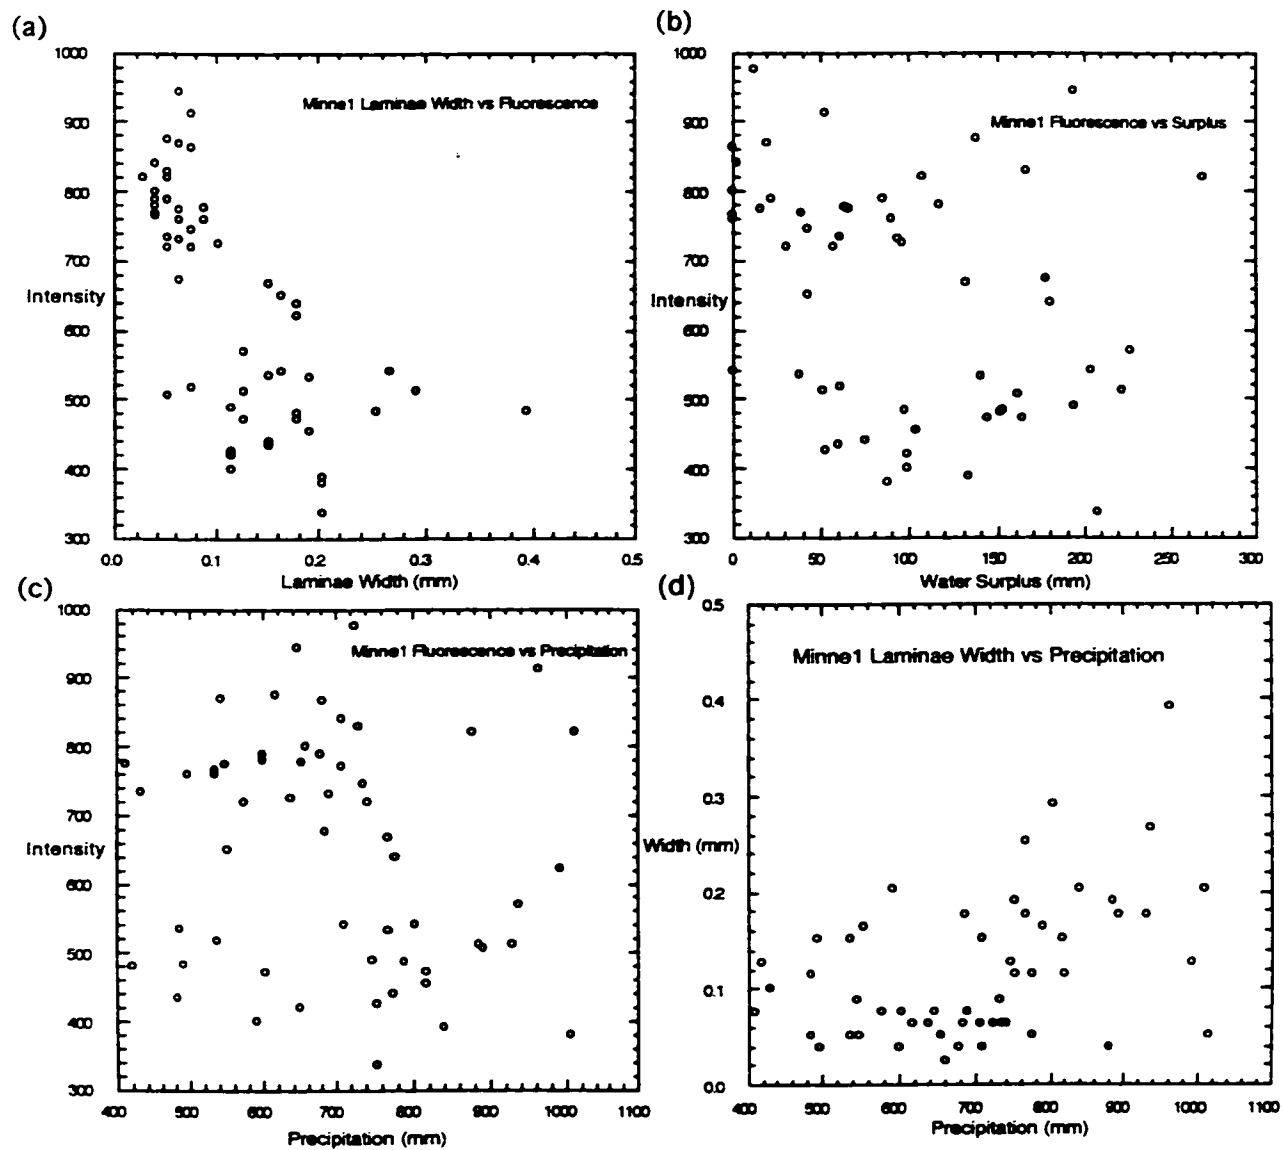 (a)
1000
900
800
700
Intensity
600
500
400
300
Minne1 Laminae Width vs Fluorescence
0.0 0.1 0.2 0.3 0.4 0.5
Laminae Width (mm)
(b)
1000
900
800
700
Intensity
600
500
400
300
Minne1 Fluorescence vs Surplus
0 50 100 150 200 250 300
Water Surplus (mm)
(c)
1000
900
800
700
Intensity
600
500
400
300
Minne1 Fluorescence vs Precipitation
400 500 600 700 800 900 1000 1100
Precipitation (mm)
(d)
0.5
0.4
0.3
Width (mm)
0.2
0.1
0.0
Minne1 Laminae Width vs Precipitation
400 500 600 700 800 900 1000 1100
Precipitation (mm)